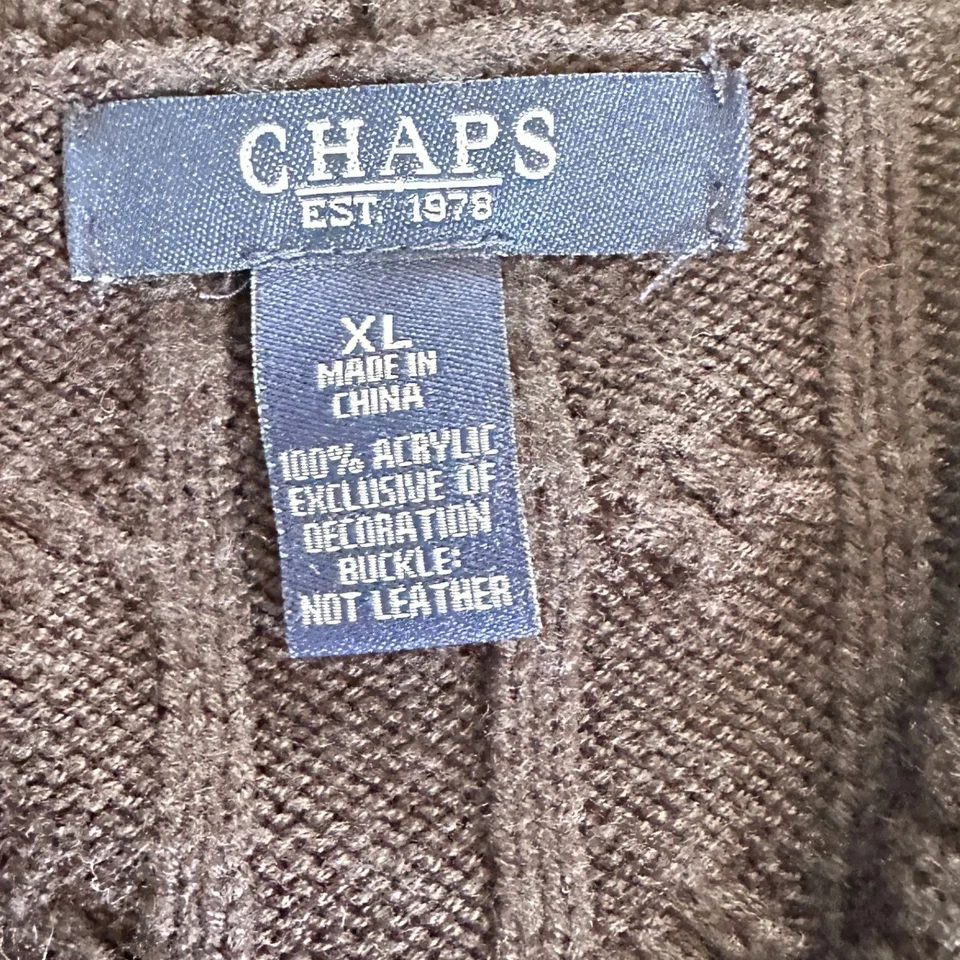 CHAPS
EST. 1978
XL
MADE IN
CHINA
100% ACRYLIC
EXCLUSIVE OF
DECORATION
BUCKLE:
NOT LEATHER